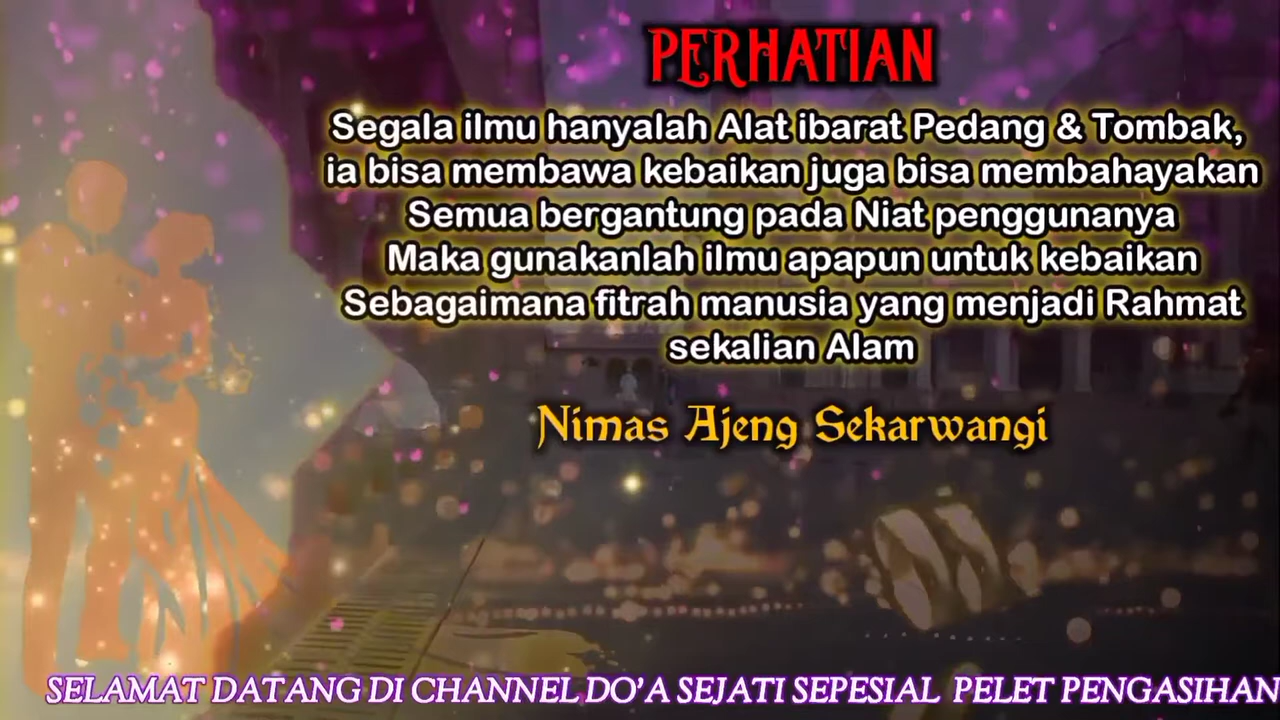 PERHATIAN
Segala ilmu hanyalah Alat ibarat Pedang & Tombak,
ia bisa membawa kebaikan juga bisa membahayakan
Semua bergantung pada Niat penggunanya
Maka gunakanlah ilmu apapun untuk kebaikan
Sebagaimana fitrah manusia yang menjadi Rahmat
sekalian Alam
Nimas Ajeng Sekarwangi
SELAMAT DATANG DI CHANNEL DO'A SEJATI SEPESIAL PELET PENGASIHAN